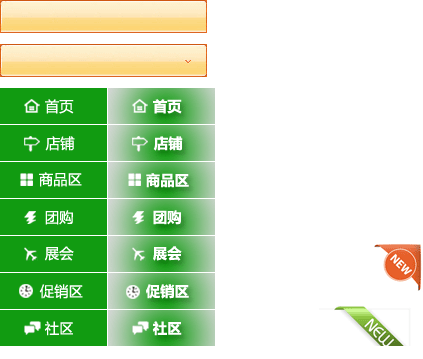 首页 首页
店铺 店铺
商品区 商品区
团购 团购
展会 展会
NEW
促销区 促销区
社区 社区
NEW